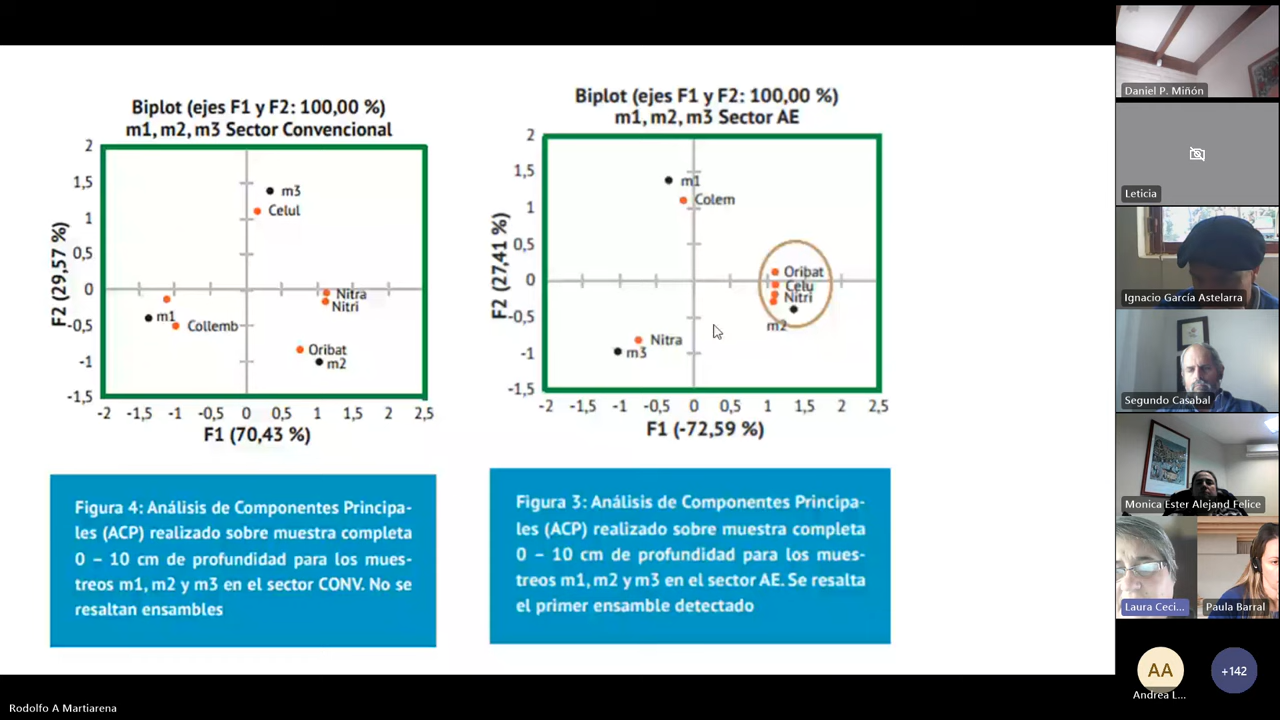 Biplot (ejes F1 y F2: 100,00 %)
m1, m2, m3 Sector Convencional
2
1,5
1
0,5
0
-0,5
-1
-1,5
F2 (29,57 %)
m3
Celul
Nitra
Nitri
m1
Collemb
Oribat
m2
-2 -1,5 -1 -0,5 0 0,5 1 1,5 2 2,5
F1 (70,43 %)
Biplot (ejes F1 y F2: 100,00 %)
m1, m2, m3 Sector AE
2
1,5
1
0,5
0
-0,5
-1
-1,5
F2 (27,41 %)
m1
Colem
Oribat
Celu
Nitri
m2
Nitra
m3
-2 -1,5 -1 -0,5 0 0,5 1 1,5 2 2,5
F1 (-72,59 %)
Figura 4: Análisis de Componentes Principa-
les (ACP) realizado sobre muestra completa
0 – 10 cm de profundidad para los mues-
treos m1, m2 y m3 en el sector CONV. No se
resaltan ensambles
Figura 3: Análisis de Componentes Principa-
les (ACP) realizado sobre muestra completa
0 – 10 cm de profundidad para los mues-
treos m1, m2 y m3 en el sector AE. Se resalta
el primer ensamble detectado
Daniel P. Miñón
Leticia
Ignacio García Astelarra
Segundo Casabal
Monica Ester Alejand Felice
Laura Ceci...
Paula Barral
AA
Andrea L...
+142
Rodolfo A Martiarena